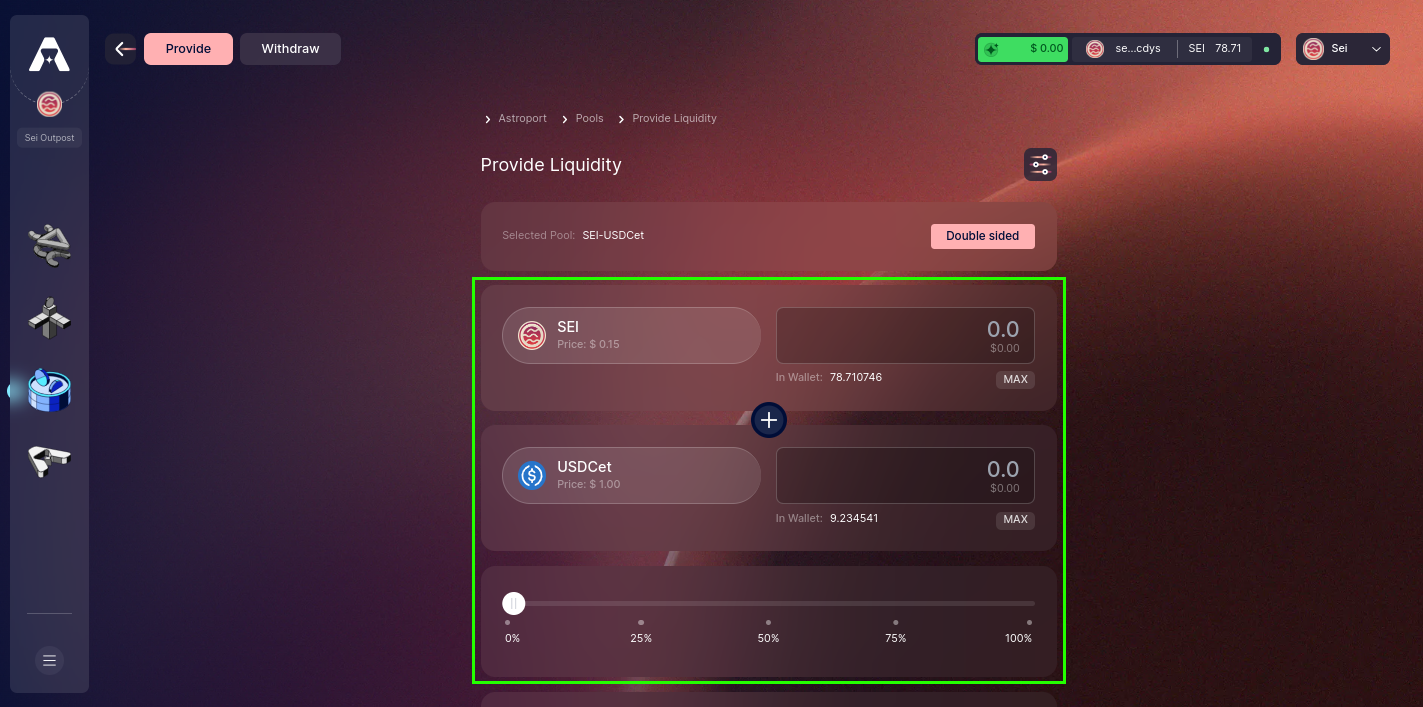 Provide Withdraw
$ 0.00 se...cdys SEI 78.71 Sei
Sei Outpost
Astroport Pools Provide Liquidity
Provide Liquidity
Selected Pool: SEI-USDCet Double sided
SEI
Price: $ 0.15
0.0
$0.00
In Wallet: 78.710746 MAX
USDCet
Price: $ 1.00
0.0
$0.00
In Wallet: 9.234541 MAX
0% 25% 50% 75% 100%